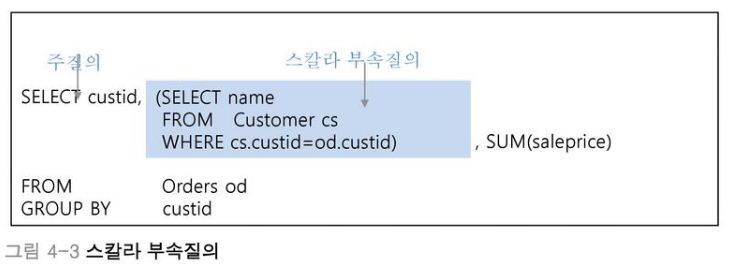 주질의 스칼라 부속질의
SELECT custid, (SELECT name
FROM Customer cs
WHERE cs.custid=od.custid) , SUM(saleprice)
FROM Orders od
GROUP BY custid
그림 4-3 스칼라 부속질의